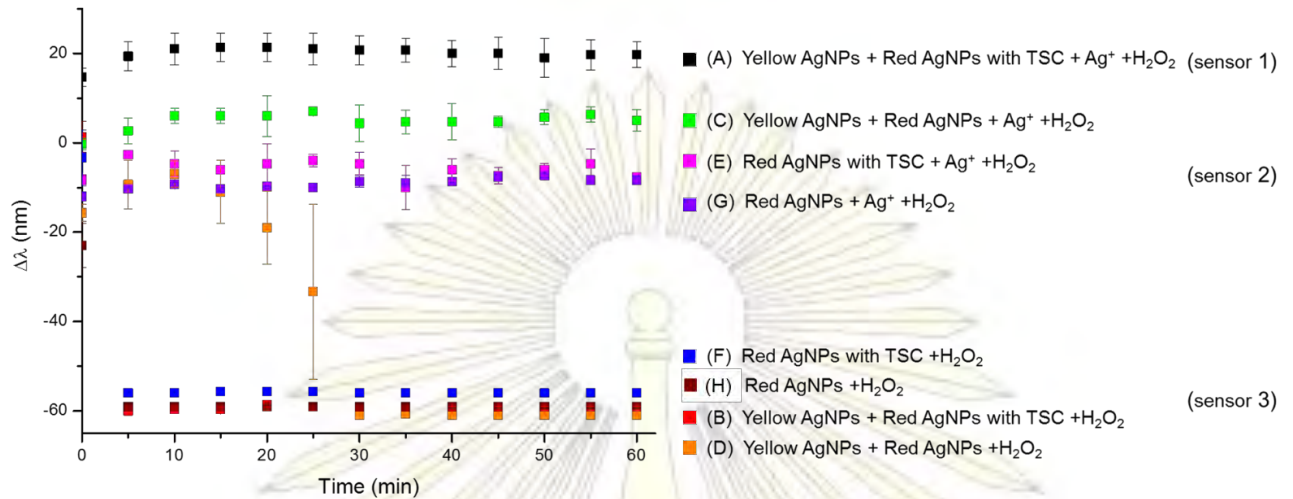 20
0
-20
-40
-60
Δλ (nm)
0 10 20 30 40 50 60
Time (min)
(A) Yellow AgNPs + Red AgNPs with TSC + Ag⁺ +H₂O₂ (sensor 1)
(C) Yellow AgNPs + Red AgNPs + Ag⁺ +H₂O₂
(E) Red AgNPs with TSC + Ag⁺ +H₂O₂
(sensor 2)
(G) Red AgNPs + Ag⁺ +H₂O₂
(F) Red AgNPs with TSC +H₂O₂
(H) Red AgNPs +H₂O₂
(sensor 3)
(B) Yellow AgNPs + Red AgNPs with TSC +H₂O₂
(D) Yellow AgNPs + Red AgNPs +H₂O₂